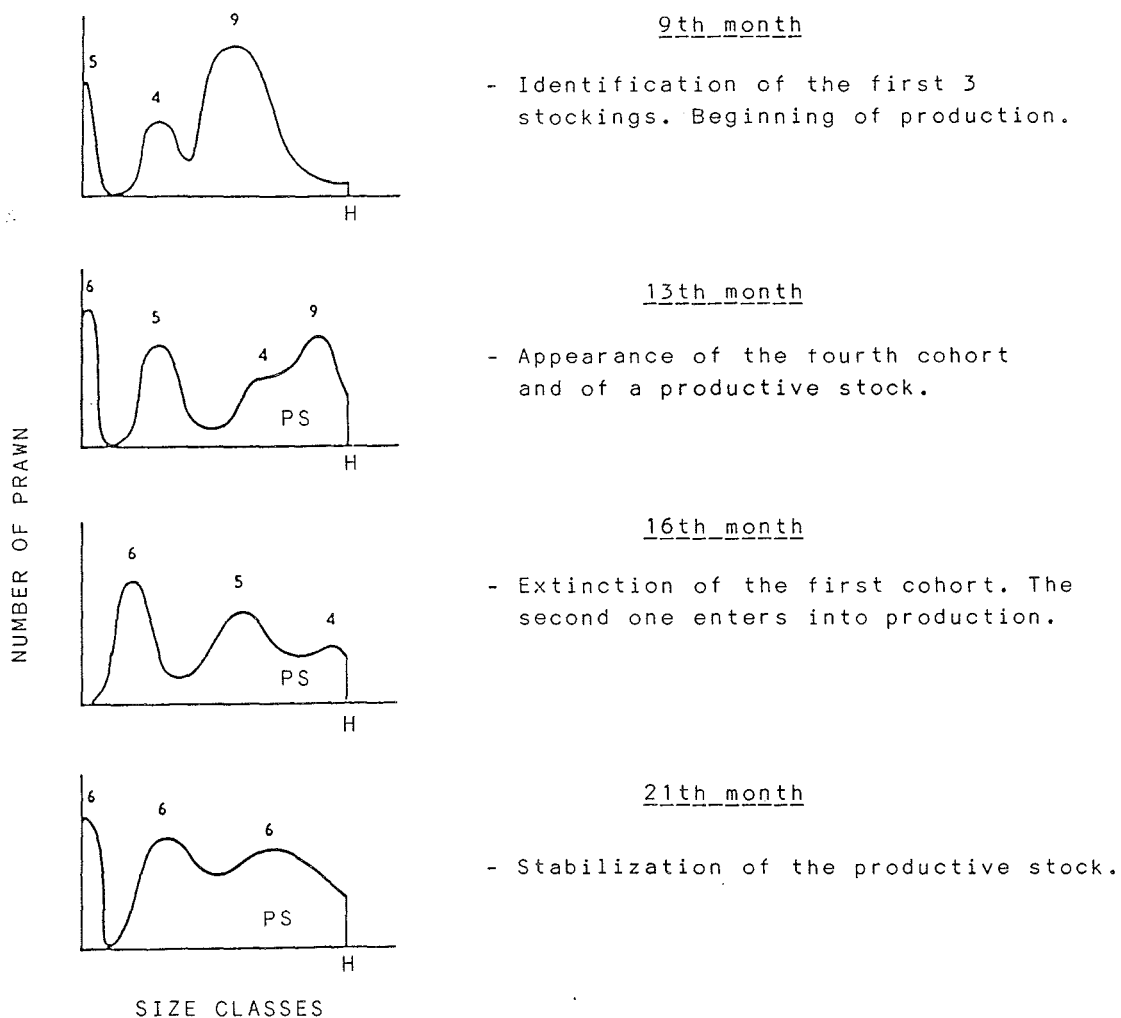 NUMBER OF PRAWN
9th month
5
4
9
- Identification of the first 3
stockings. Beginning of production.
H
13th month
6
5
4
9
- Appearance of the fourth cohort
and of a productive stock.
PS
H
16th month
6
5
4
- Extinction of the first cohort. The
second one enters into production.
PS
H
21th month
6
6
6
- Stabilization of the productive stock.
PS
H
SIZE CLASSES